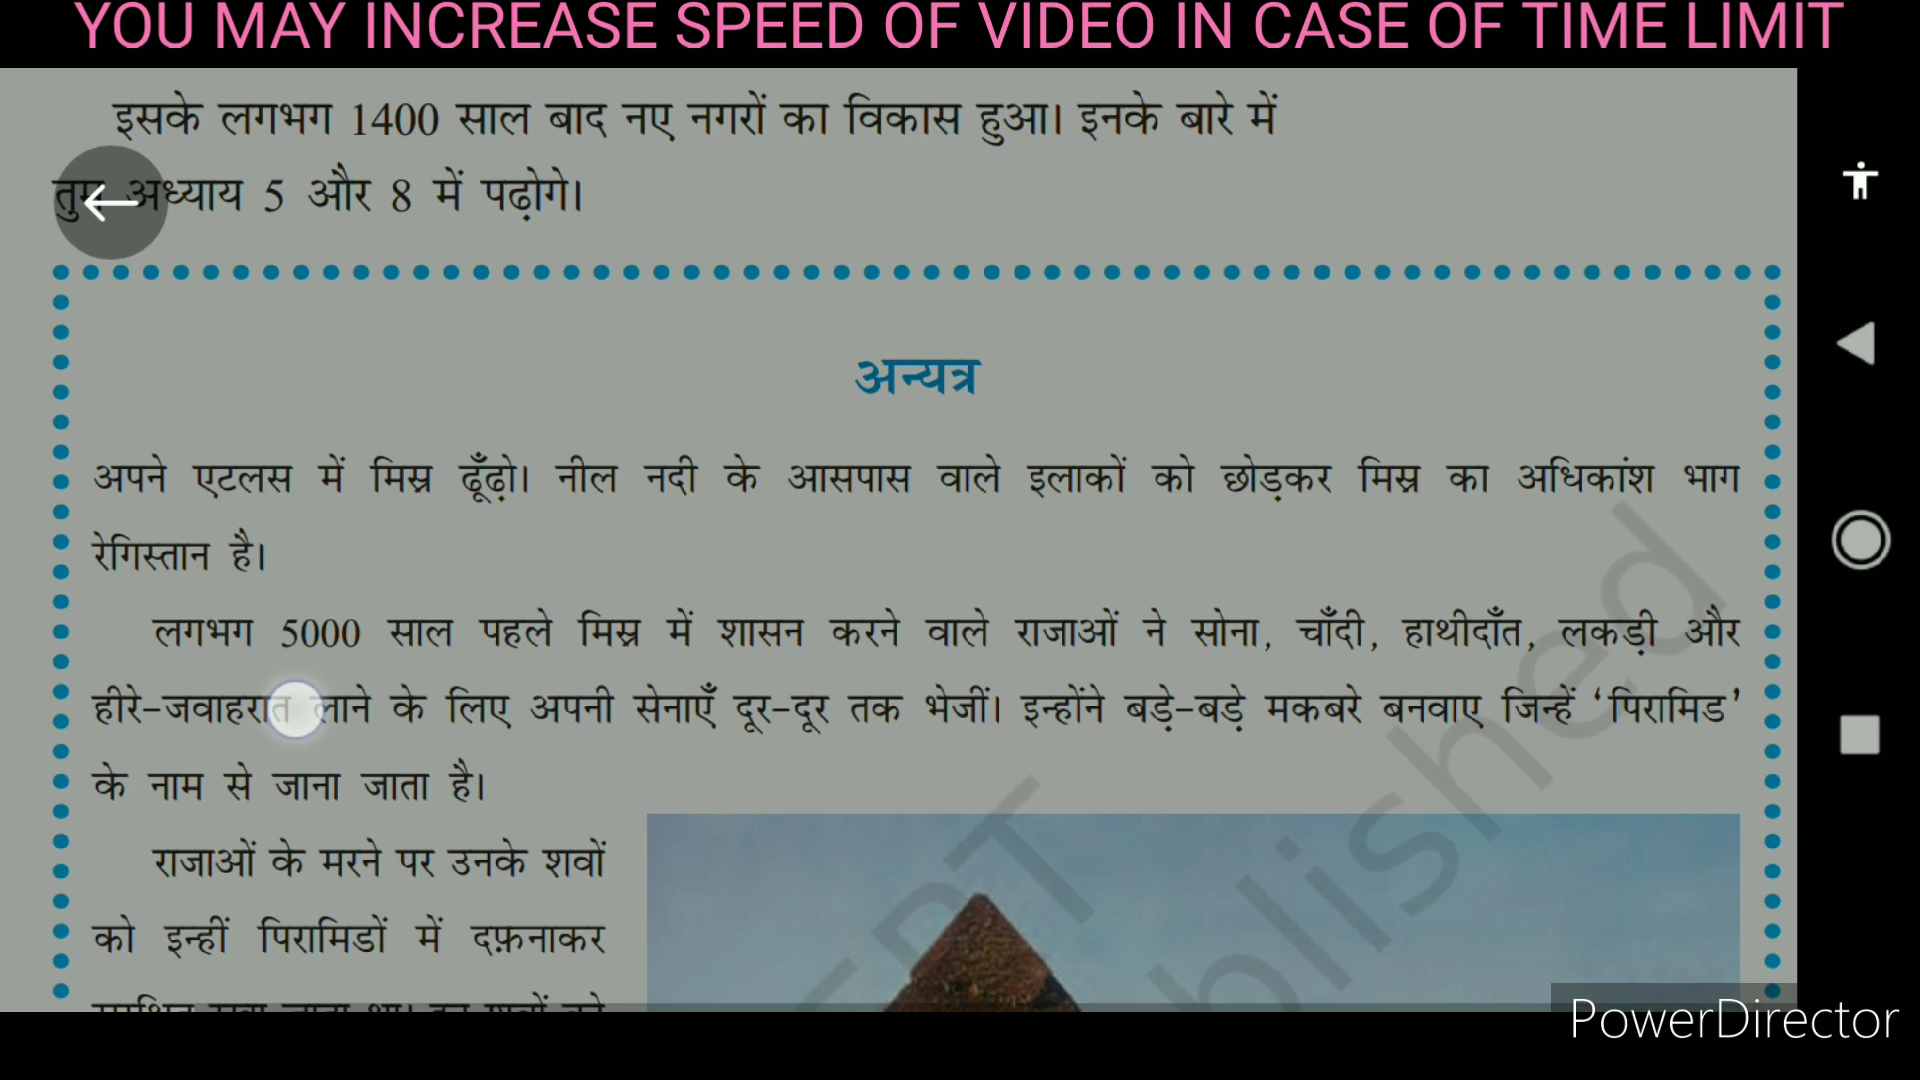 YOU MAY INCREASE SPEED OF VIDEO IN CASE OF TIME LIMIT
इसके लगभग 1400 साल बाद नए नगरों का विकास हुआ। इनके बारे में
तुम अध्याय 5 और 8 में पढ़ोगे।
अन्यत्र
अपने एटलस में मिस्र ढूँढ़ो। नील नदी के आसपास वाले इलाकों को छोड़कर मिस्र का अधिकांश भाग
रेगिस्तान है।
लगभग 5000 साल पहले मिस्र में शासन करने वाले राजाओं ने सोना, चाँदी, हाथीदाँत, लकड़ी और
हीरे-जवाहरात लाने के लिए अपनी सेनाएँ दूर-दूर तक भेजीं। इन्होंने बड़े-बड़े मकबरे बनवाए जिन्हें ‘पिरामिड’
के नाम से जाना जाता है।
राजाओं के मरने पर उनके शवों
को इन्हीं पिरामिडों में दफ़नाकर
blished
PowerDirector